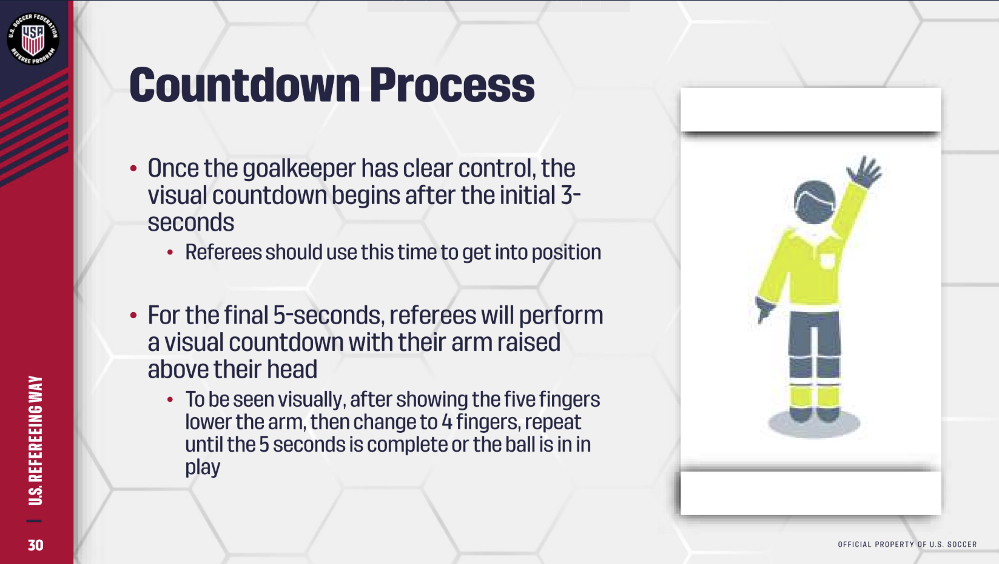 U.S. SOCCER FEDERATION
USA
REFEREE PROGRAM
Countdown Process
• Once the goalkeeper has clear control, the
visual countdown begins after the initial 3-
seconds
• Referees should use this time to get into position
• For the final 5-seconds, referees will perform
a visual countdown with their arm raised
above their head
• To be seen visually, after showing the five fingers
lower the arm, then change to 4 fingers, repeat
until the 5 seconds is complete or the ball is in in
play
U.S. REFEREEING WAY
30
OFFICIAL PROPERTY OF U.S. SOCCER